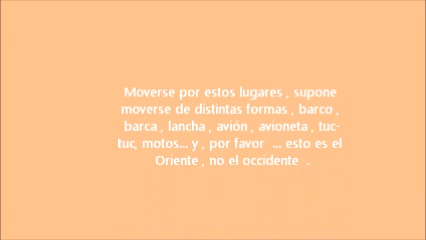 Moverse por estos lugares , supone
moverse de distintas formas , barco ,
barca , lancha , avión , avioneta , tuc-
tuc, motos... y , por favor ... esto es el
Oriente , no el occidente .